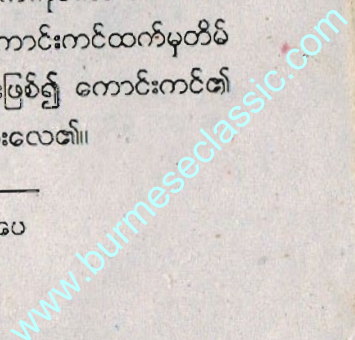 ကောင်းကင်ထက်မှတိမ်
ဖြစ်၍ ကောင်းကင်၏
လေ၏။
ပေ
www.burmeseclassic.com